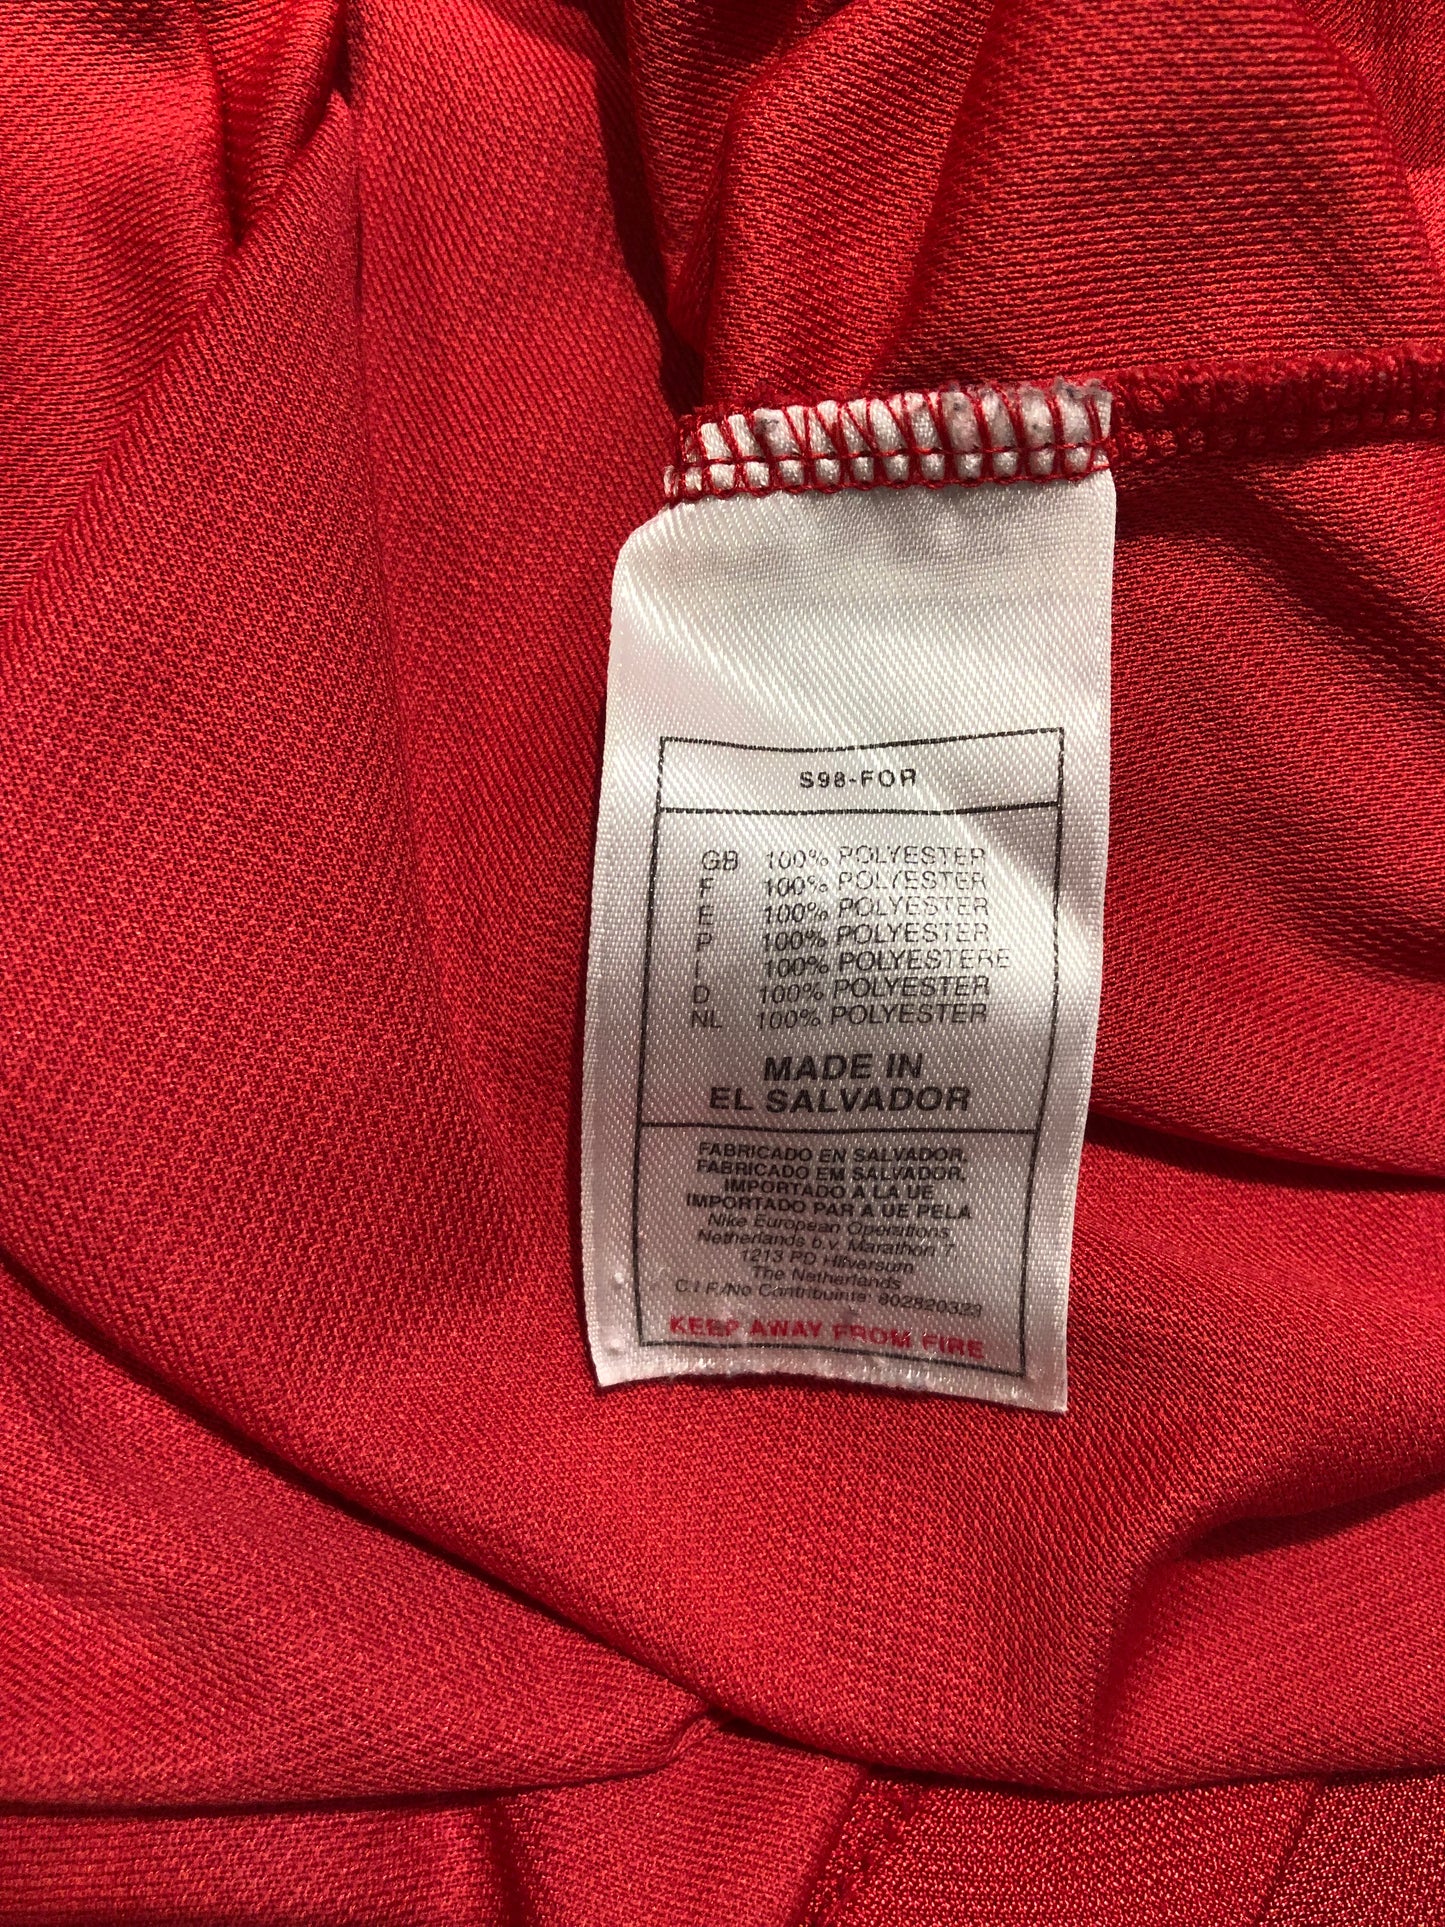 S98-FOR
GB 100% POLYESTER
F 100% POLYESTER
E 100% POLYESTER
P 100% POLYESTER
I 100% POLYESTERE
D 100% POLYESTER
NL 100% POLYESTER
MADE IN
EL SALVADOR
FABRICADO EN SALVADOR,
FABRICADO EM SALVADOR,
IMPORTADO A LA UE
IMPORTADO PAR A UE PELA
Nike European Operations,
Netherlands b.v. Marathon 7
1213 PD Hilversum
The Netherlands
C.I.F./No Contribuinte: 802820323
KEEP AWAY FROM FIRE